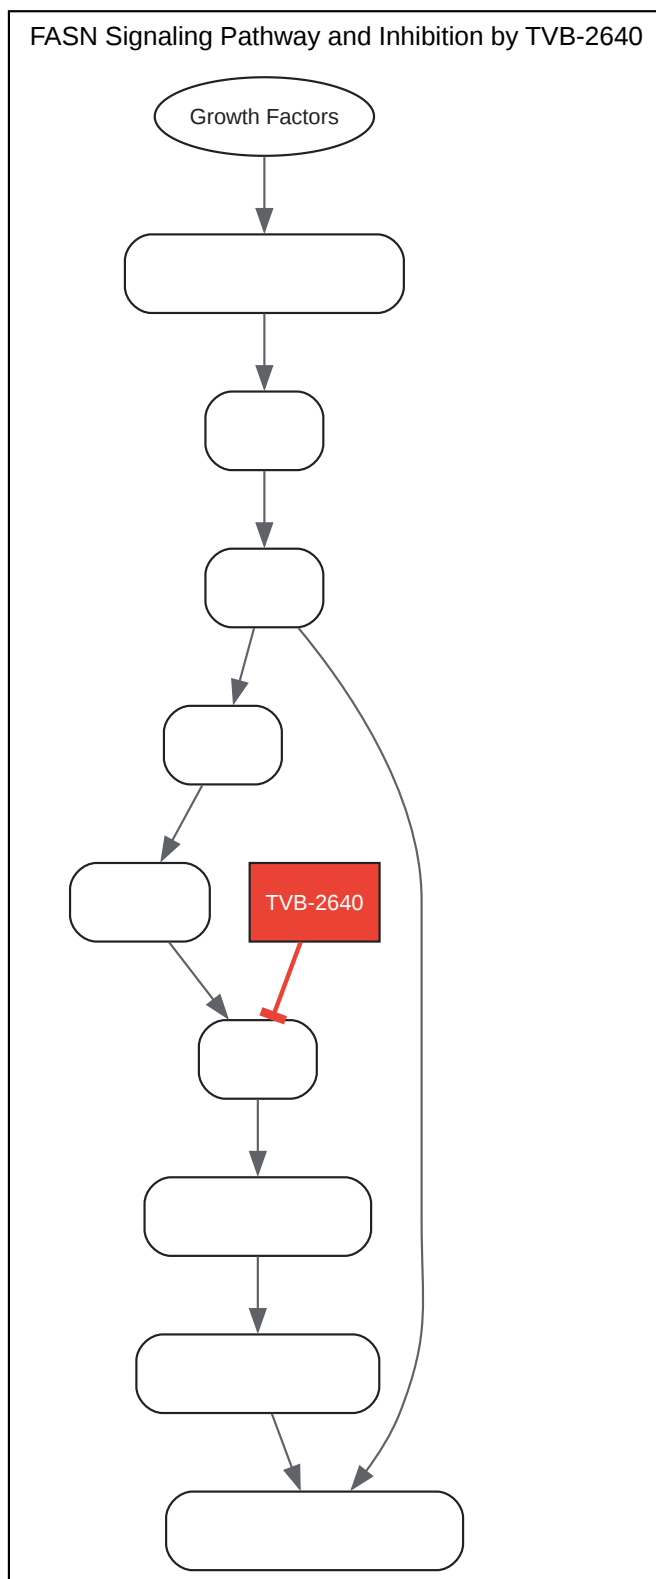 FASN Signaling Pathway and Inhibition by TVB-2640
Growth Factors
TVB-2640